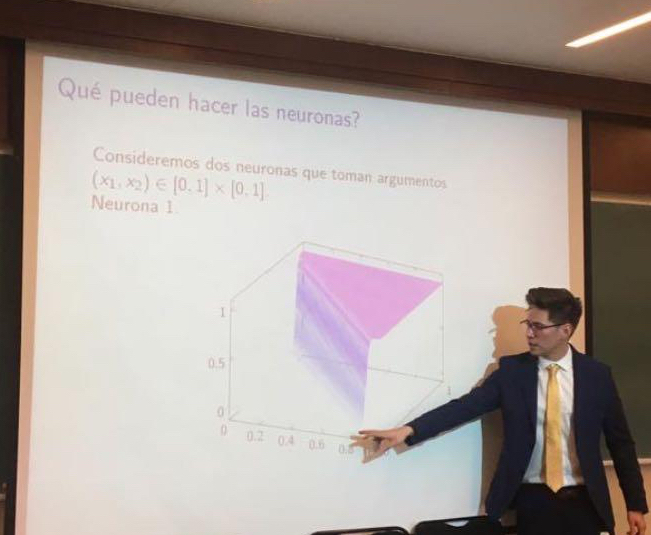 Qué pueden hacer las neuronas?
Consideremos dos neuronas que toman argumentos
(x₁, x₂) ∈ [0, 1] × [0, 1].
Neurona 1.
1
0.5
0
0 0.2 0.4 0.6 0.8
1